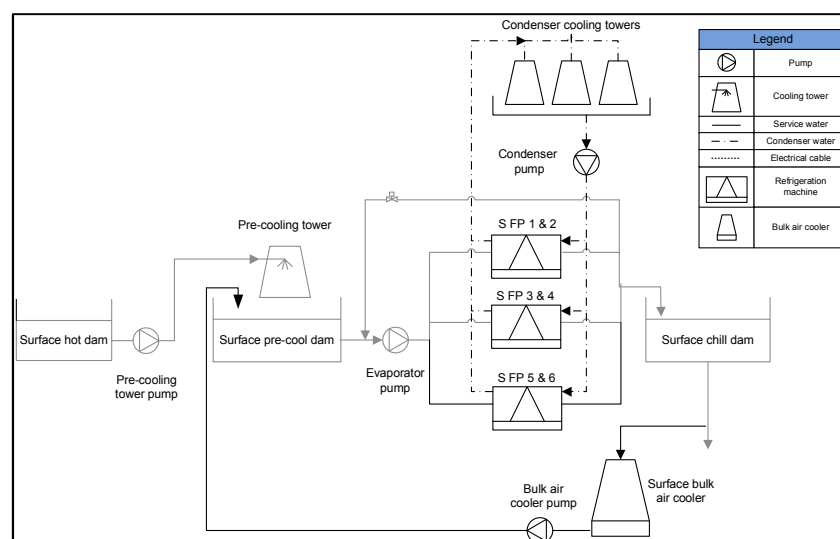 Condenser cooling towers
Legend
Pump
Cooling tower
Service water
Condenser water
Electrical cable
Refrigeration
machine
Bulk air cooler
Condenser
pump
Pre-cooling tower
S FP 1 & 2
S FP 3 & 4
S FP 5 & 6
Surface hot dam
Surface pre-cool dam
Surface chill dam
Pre-cooling
tower pump
Evaporator
pump
Bulk air
cooler pump
Surface bulk
air cooler